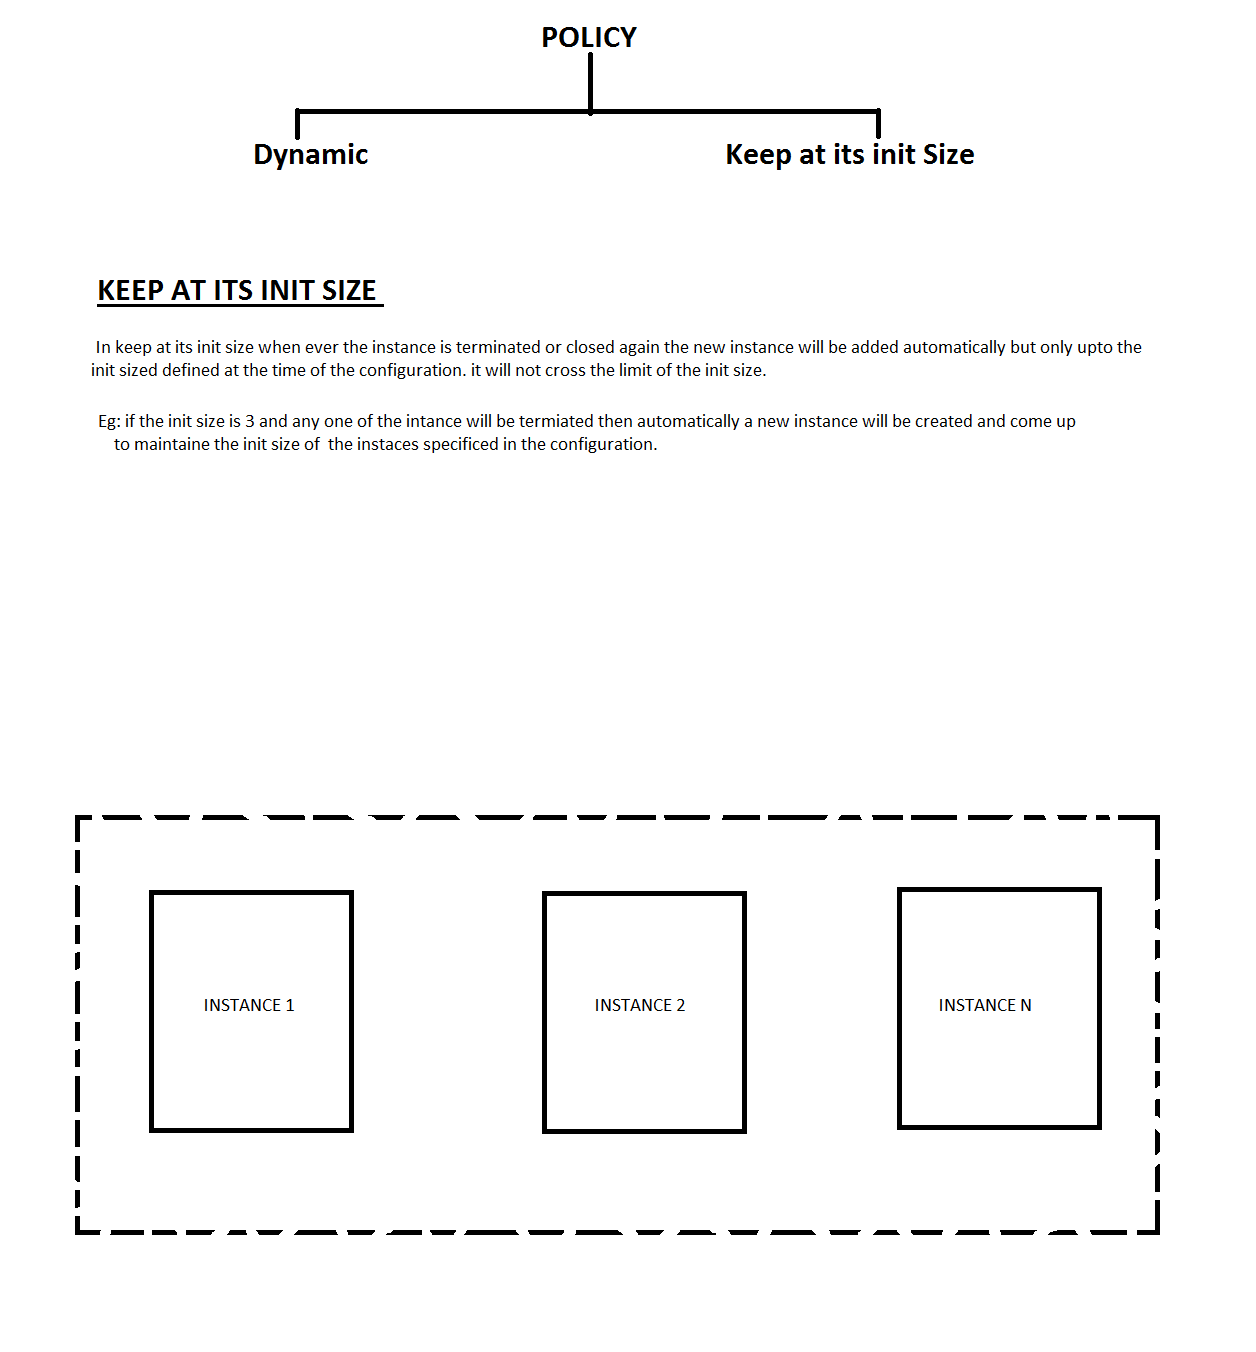 POLICY
Dynamic
Keep at its init Size
KEEP AT ITS INIT SIZE
In keep at its init size when ever the instance is terminated or closed again the new instance will be added automatically but only upto the
init sized defined at the time of the configuration. it will not cross the limit of the init size.
Eg: if the init size is 3 and any one of the intance will be termiated then automatically a new instance will be created and come up
to maintaine the init size of the instaces specificed in the configuration.
INSTANCE 1
INSTANCE 2
INSTANCE N